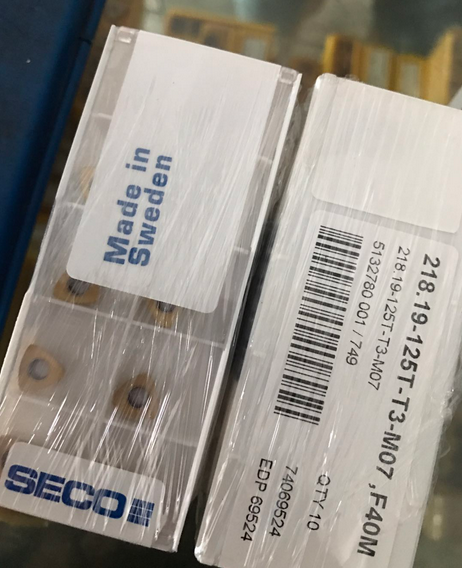 Made in
Sweden
SECO
218.19-125T-T3-M07 ,F40M
218.19-125T-T3-M07
5132780 001 / 749
QTY 10
74069524
EDP 69524